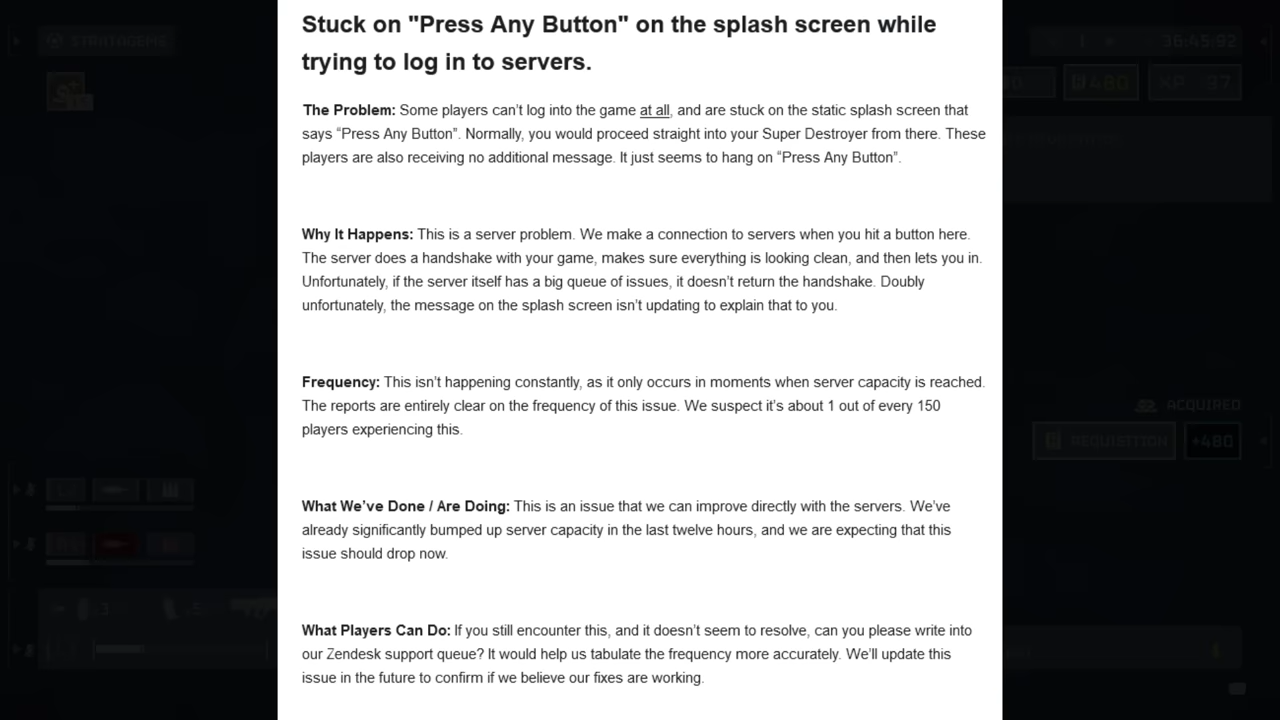 Stuck on "Press Any Button" on the splash screen while
trying to log in to servers.
The Problem: Some players can't log into the game at all, and are stuck on the static splash screen that
says “Press Any Button”. Normally, you would proceed straight into your Super Destroyer from there. These
players are also receiving no additional message. It just seems to hang on “Press Any Button”.
Why It Happens: This is a server problem. We make a connection to servers when you hit a button here.
The server does a handshake with your game, makes sure everything is looking clean, and then lets you in.
Unfortunately, if the server itself has a big queue of issues, it doesn't return the handshake. Doubly
unfortunately, the message on the splash screen isn't updating to explain that to you.
Frequency: This isn't happening constantly, as it only occurs in moments when server capacity is reached.
The reports are entirely clear on the frequency of this issue. We suspect it's about 1 out of every 150
players experiencing this.
What We've Done / Are Doing: This is an issue that we can improve directly with the servers. We've
already significantly bumped up server capacity in the last twelve hours, and we are expecting that this
issue should drop now.
What Players Can Do: If you still encounter this, and it doesn't seem to resolve, can you please write into
our Zendesk support queue? It would help us tabulate the frequency more accurately. We'll update this
issue in the future to confirm if we believe our fixes are working.
STRATAGEMS
36:45:92
480
XP 97
ACQUIRED
REQUISITION
+480